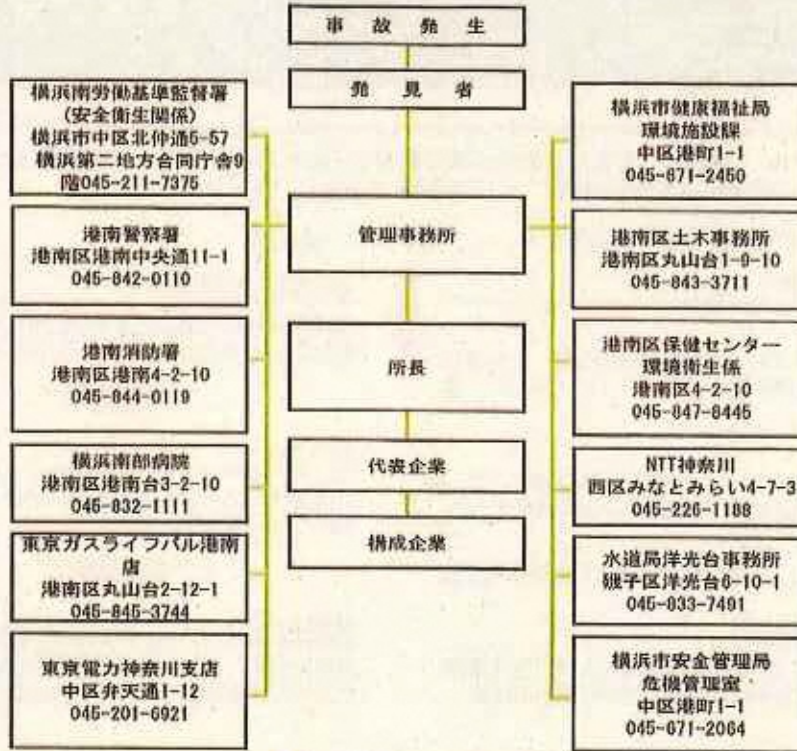 事故発生
発見省
横浜南労働基準監督署
(安全衛生関係)
横浜市中区北仲通5-57
横浜第二地方合同庁舎9
階045-211-7375
港南警察署
港南区港南中央通11-1
045-842-0110
港南消防署
港南区港南4-2-10
045-844-0119
横浜南部病院
港南区港南台3-2-10
045-832-1111
東京ガスライフバル港南
店
港南区丸山台2-12-1
045-845-3744
東京電力神奈川支店
中区弁天通1-12
045-201-6921
管理事務所
所長
代表企業
構成企業
横浜市健康福祉局
環境施設課
中区港町1-1
045-671-2450
港南区土木事務所
港南区丸山台1-9-10
045-843-3711
港南区保健センター
環境衛生係
港南区4-2-10
045-847-8445
NTT神奈川
西区みなとみらい4-7-3
045-226-1188
水道局洋光台事務所
磯子区洋光台6-10-1
045-833-7491
横浜市安全管理局
危機管理室
中区港町1-1
045-671-2064